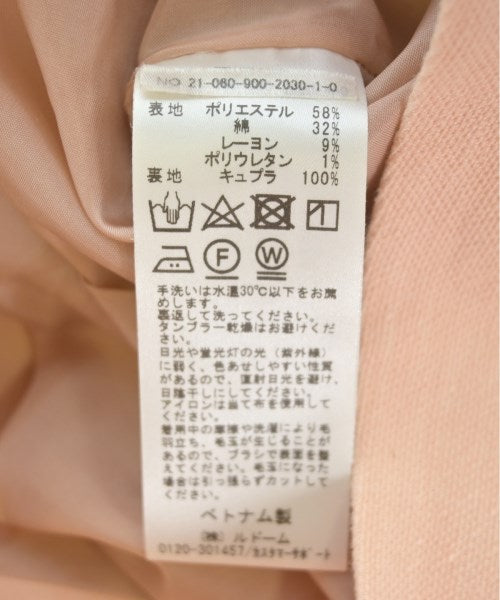 NO 21-060-900-2030-1-0
表地 ポリエステル 58%
綿 32%
レーヨン 9%
ポリウレタン 1%
裏地 キュプラ 100%
F W
手洗いは水温30℃以下をお薦
めします。
裏返して洗ってください。
タンブラー乾燥はお避けくださ
い。
日光や蛍光灯の光（紫外線）
に弱く、色あせしやすい性質
があるので、直射日光を避け、
日陰干しにしてください。
アイロンは当て布を使用して
ください。
着用中の摩擦や洗濯により毛
羽立ち、毛玉が生じることが
あるので、ブラシで表面を整
えてください。毛玉になった
場合は引っ張らずカットして
ください。
ベトナム製
㈱ ルドーム
0120-301457/カスタマーサポート